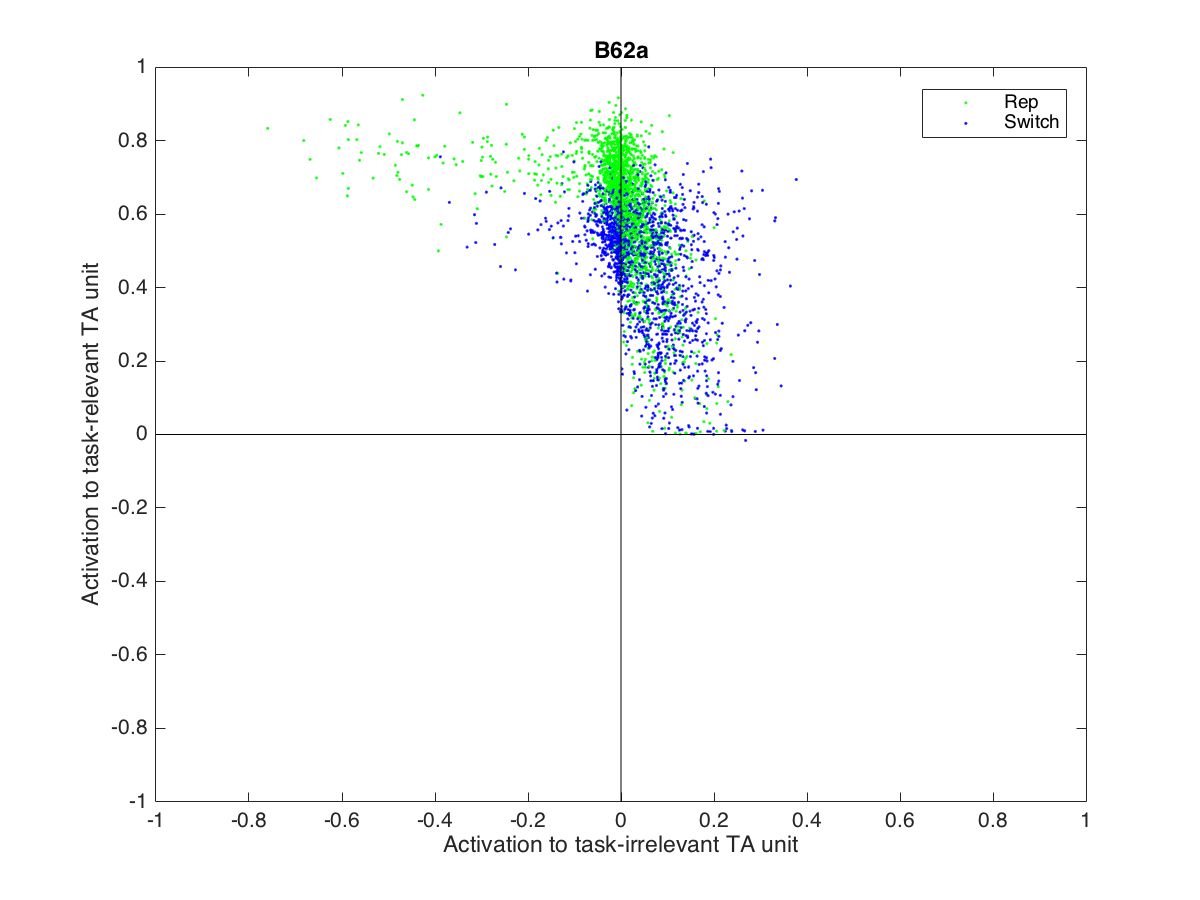 B62a
Rep
Switch
1
0.8
0.6
0.4
0.2
0
-0.2
-0.4
-0.6
-0.8
-1
Activation to task-relevant TA unit
-1 -0.8 -0.6 -0.4 -0.2 0 0.2 0.4 0.6 0.8 1
Activation to task-irrelevant TA unit